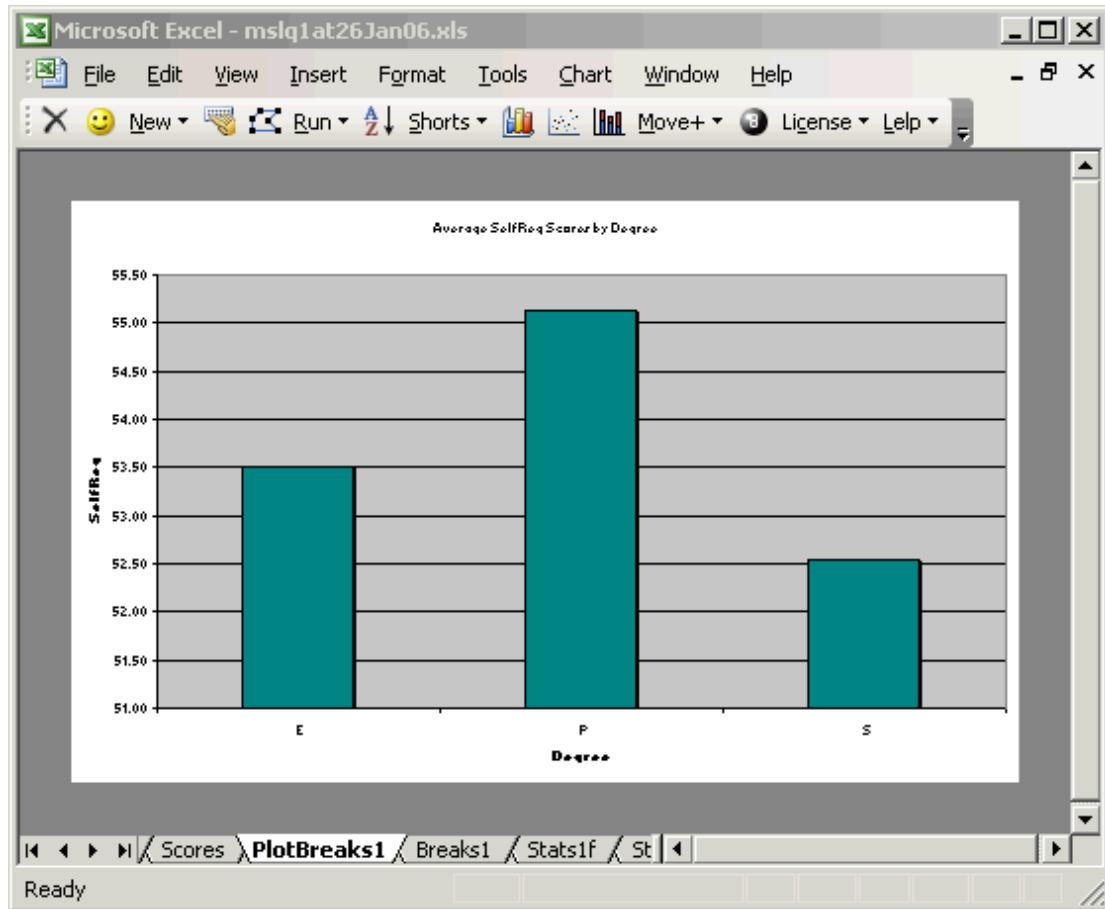 Microsoft Excel - mslq1at26Jan06.xls
File Edit View Insert Format Tools Chart Window Help
New Run Shorts Move+ License Lelp
Average SelfReg Scores by Degree
55.50
55.00
54.50
54.00
53.50
53.00
52.50
52.00
51.50
51.00
SelfReg
E P S
Degree
Scores PlotBreaks1 Breaks1 Stats1f St
Ready